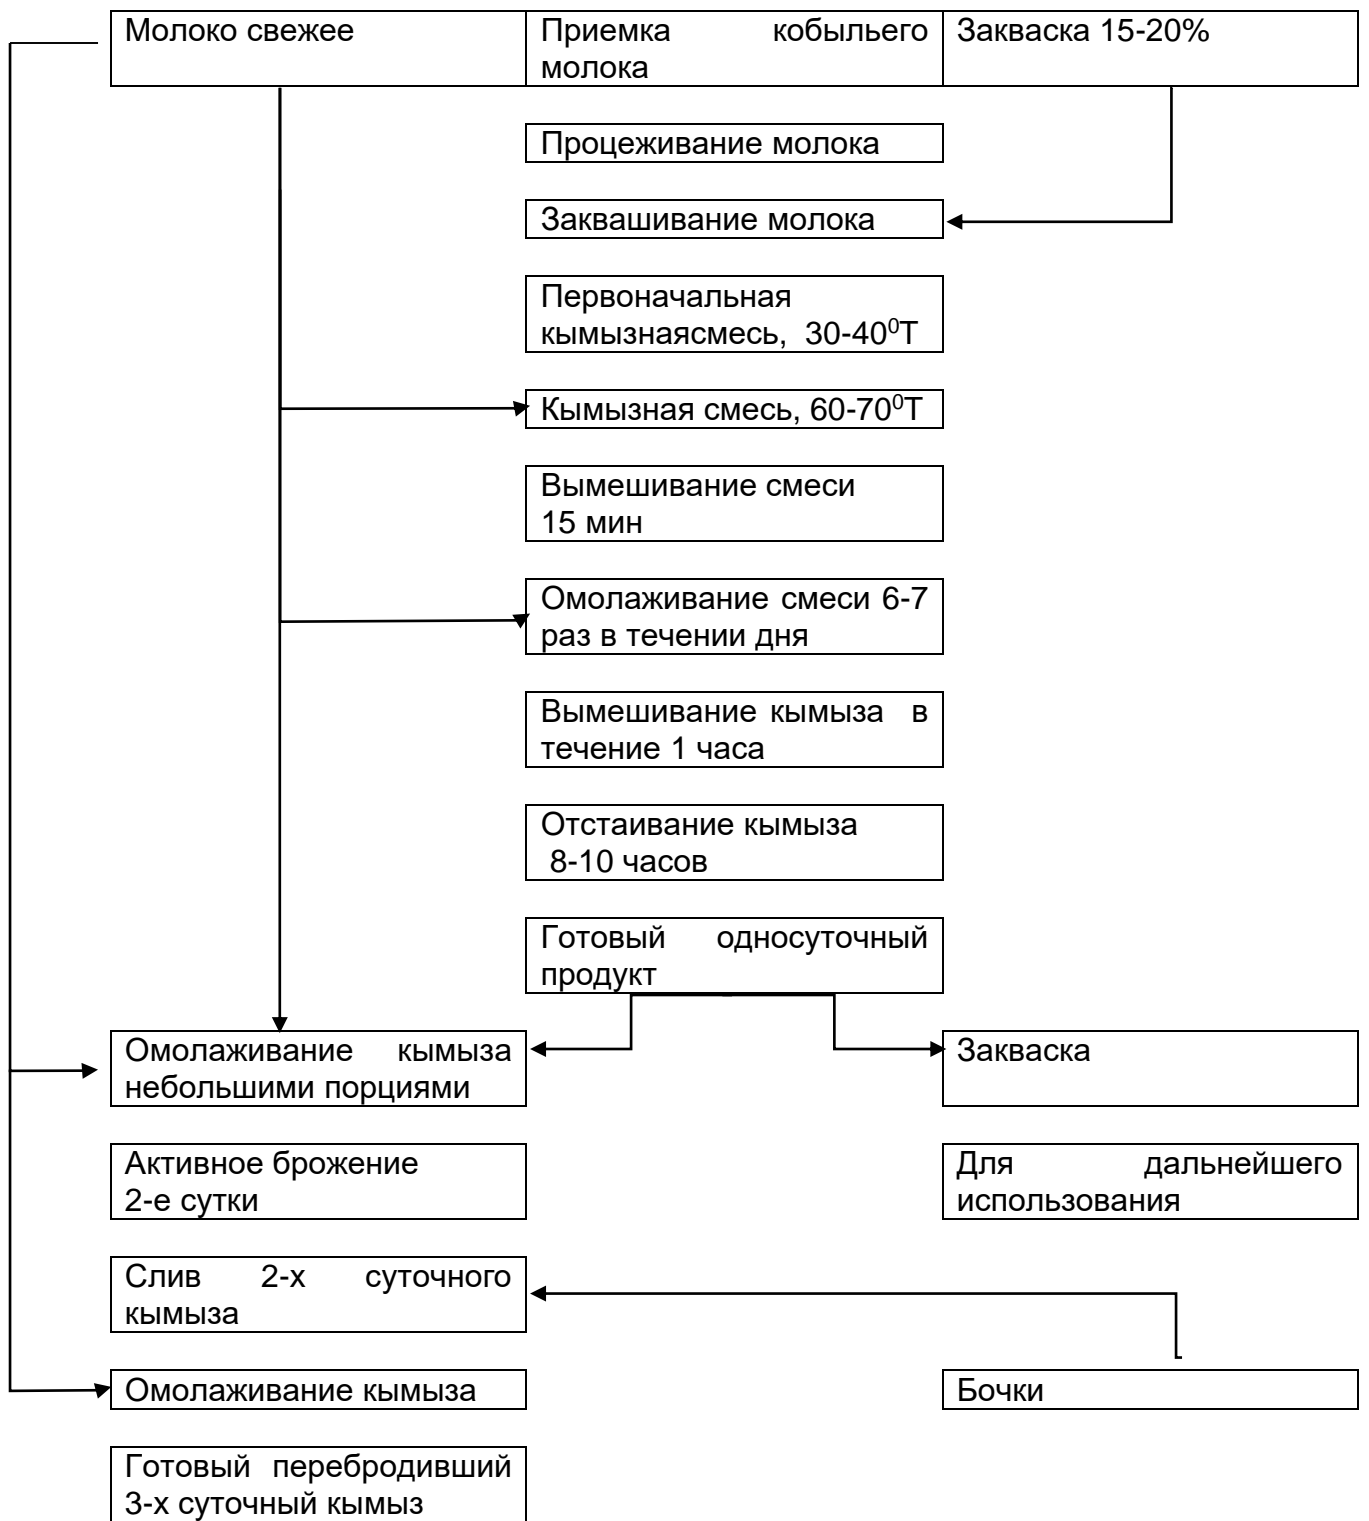 Молоко свежее
Приемка кобыльего
молока
Закваска 15-20%
Процеживание молока
Заквашивание молока
Первоначальная
кымызнаясмесь, 30-40⁰Т
Кымызная смесь, 60-70⁰Т
Вымешивание смеси
15 мин
Омолаживание смеси 6-7
раз в течении дня
Вымешивание кымыза в
течение 1 часа
Отстаивание кымыза
8-10 часов
Готовый односуточный
продукт
Омолаживание кымыза
небольшими порциями
Закваска
Активное брожение
2-е сутки
Для дальнейшего
использования
Слив 2-х суточного
кымыза
Омолаживание кымыза
Бочки
Готовый перебродивший
3-х суточный кымыз